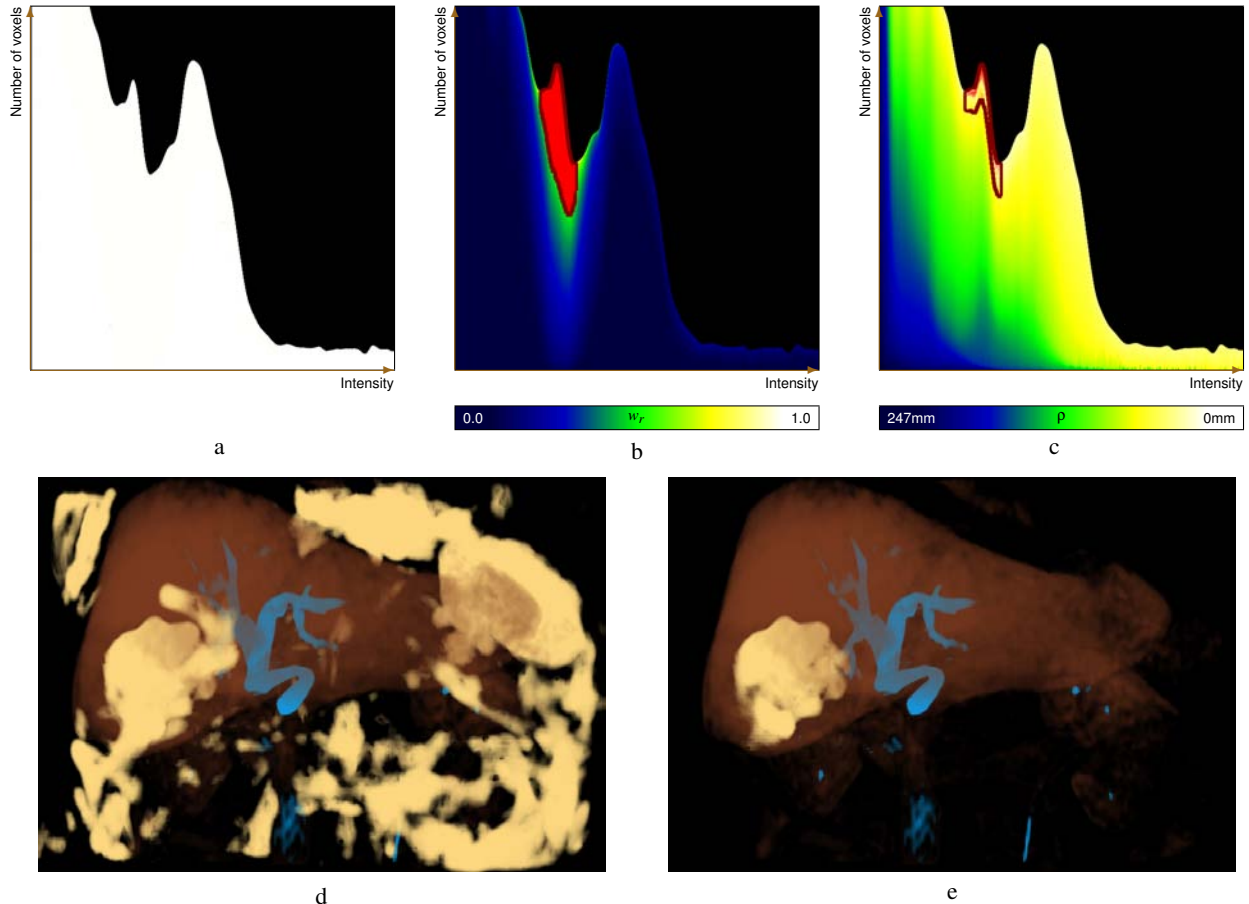 Number of voxels
Intensity
a
Number of voxels
Intensity
0.0 w_r 1.0
b
Number of voxels
Intensity
247mm ρ 0mm
c
d
e